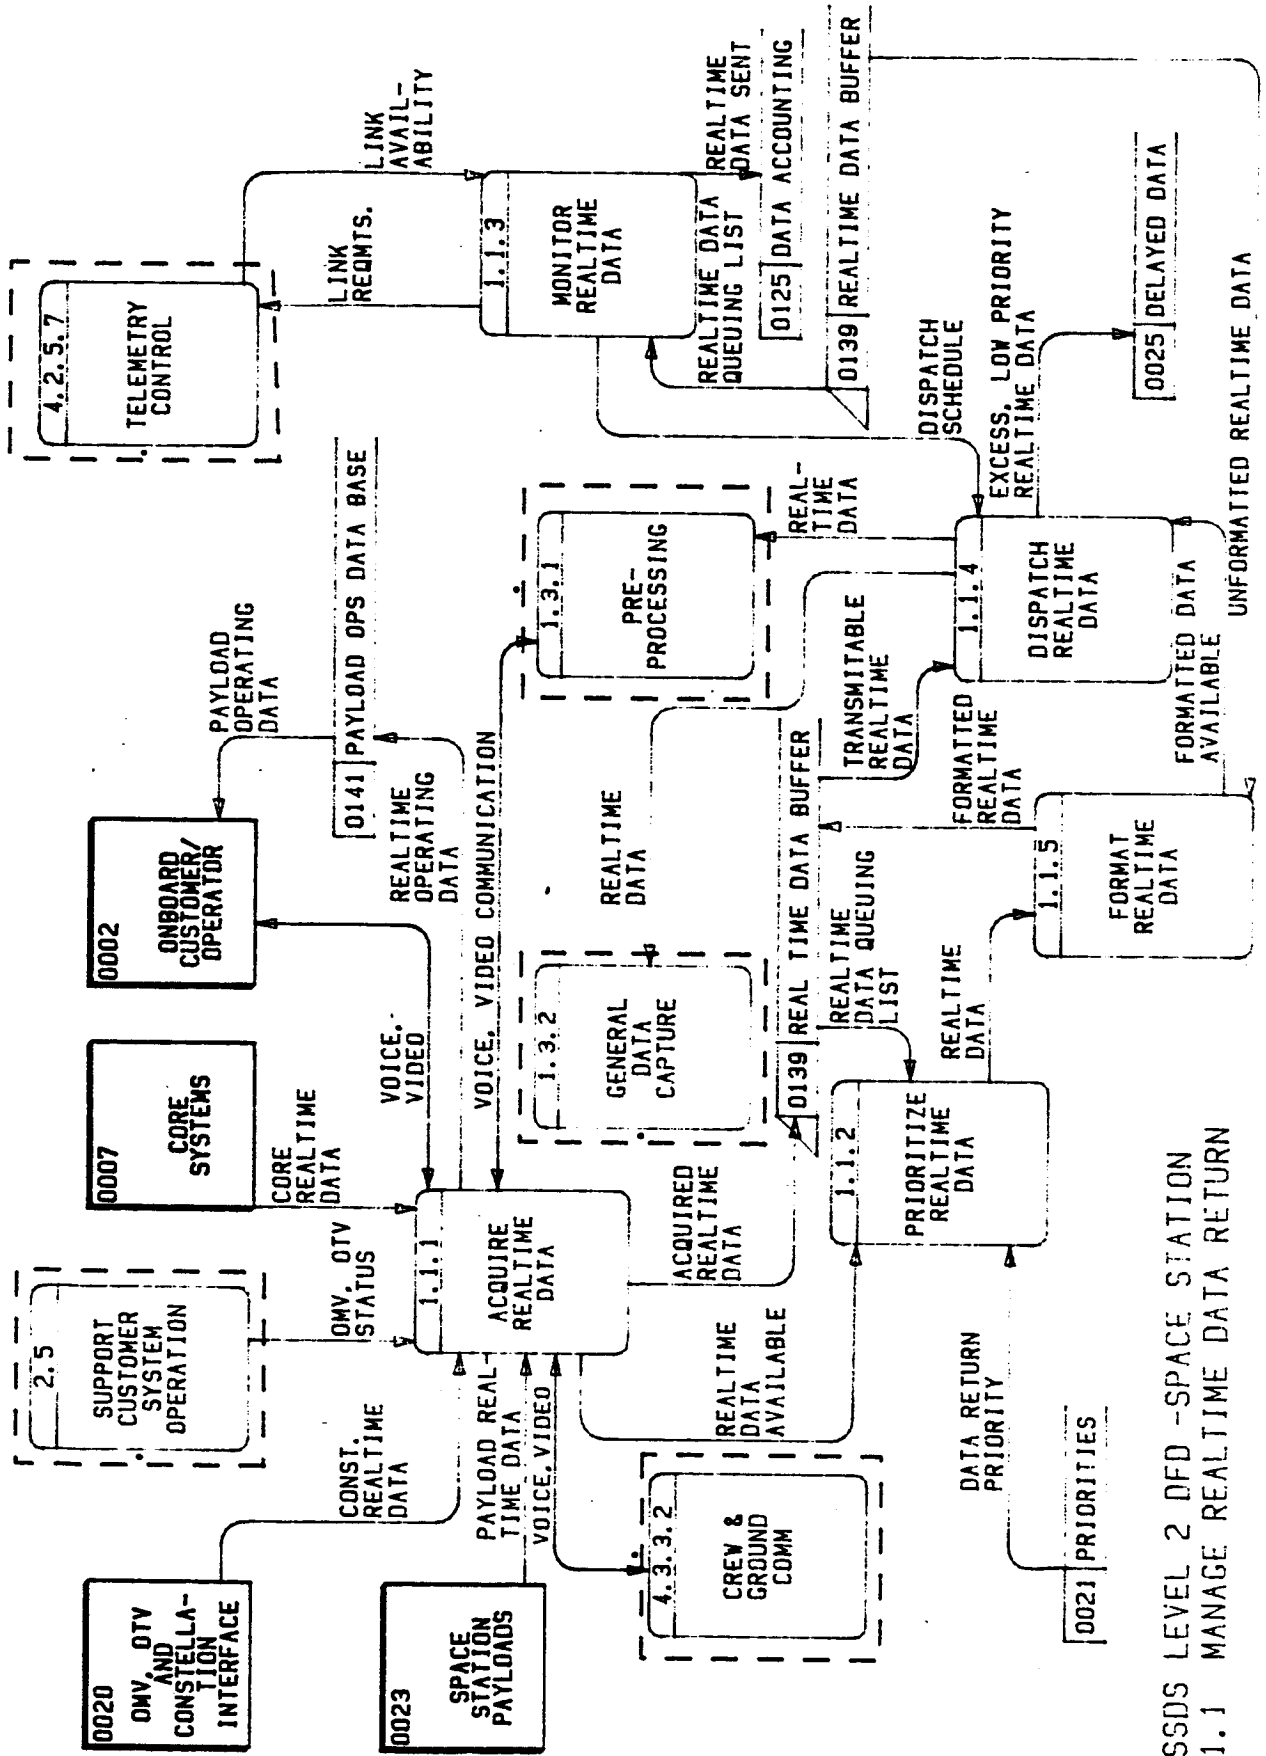 0020
OMV, OTV
AND
CONSTELLA-
TION
INTERFACE
2.5
SUPPORT
CUSTOMER
SYSTEM
OPERATION
0007
CORE
SYSTEMS
0002
ONBOARD
CUSTOMER/
OPERATOR
PAYLOAD
OPERATING
DATA
4.2.5.7
TELEMETRY
CONTROL
CONST.
REALTIME
DATA
OMV, OTV
STATUS
CORE
REALTIME
DATA
VOICE,
VIDEO
0141 PAYLOAD OPS DATA BASE
REALTIME
OPERATING
DATA
LINK
REQMTS.
LINK
AVAIL-
ABILITY
0023
SPACE
STATION
PAYLOADS
PAYLOAD REAL-
TIME DATA
VOICE, VIDEO
1.1.1
ACQUIRE
REALTIME
DATA
VOICE, VIDEO COMMUNICATION
1.3.1
PRE-
PROCESSING
1.1.3
MONITOR
REALTIME
DATA
4.3.3.2
CREW &
GROUND
COMM
REALTIME
DATA
AVAILABLE
ACQUIRED
REALTIME
DATA
1.3.2
GENERAL
DATA
CAPTURE
REALTIME
DATA
REALTIME DATA
QUEUING LIST
REALTIME
DATA SENT
0125 DATA ACCOUNTING
0139 REAL TIME DATA BUFFER
0139 REALTIME DATA BUFFER
REAL-
TIME
DATA
REALTIME
DATA QUEUING
LIST
TRANSMITABLE
REALTIME
DATA
DISPATCH
SCHEDULE
1.1.2
PRIORITIZE
REALTIME
DATA
REALTIME
DATA
FORMATTED
REALTIME
DATA
1.1.4
DISPATCH
REALTIME
DATA
EXCESS, LOW PRIORITY
REALTIME DATA
DATA RETURN
PRIORITY
0021 PRIORITIES
1.1.5
FORMAT
REALTIME
DATA
FORMATTED DATA
AVAILABLE
0025 DELAYED DATA
UNFORMATTED REALTIME DATA
SSDS LEVEL 2 DFD -SPACE STATION
1.1 MANAGE REALTIME DATA RETURN